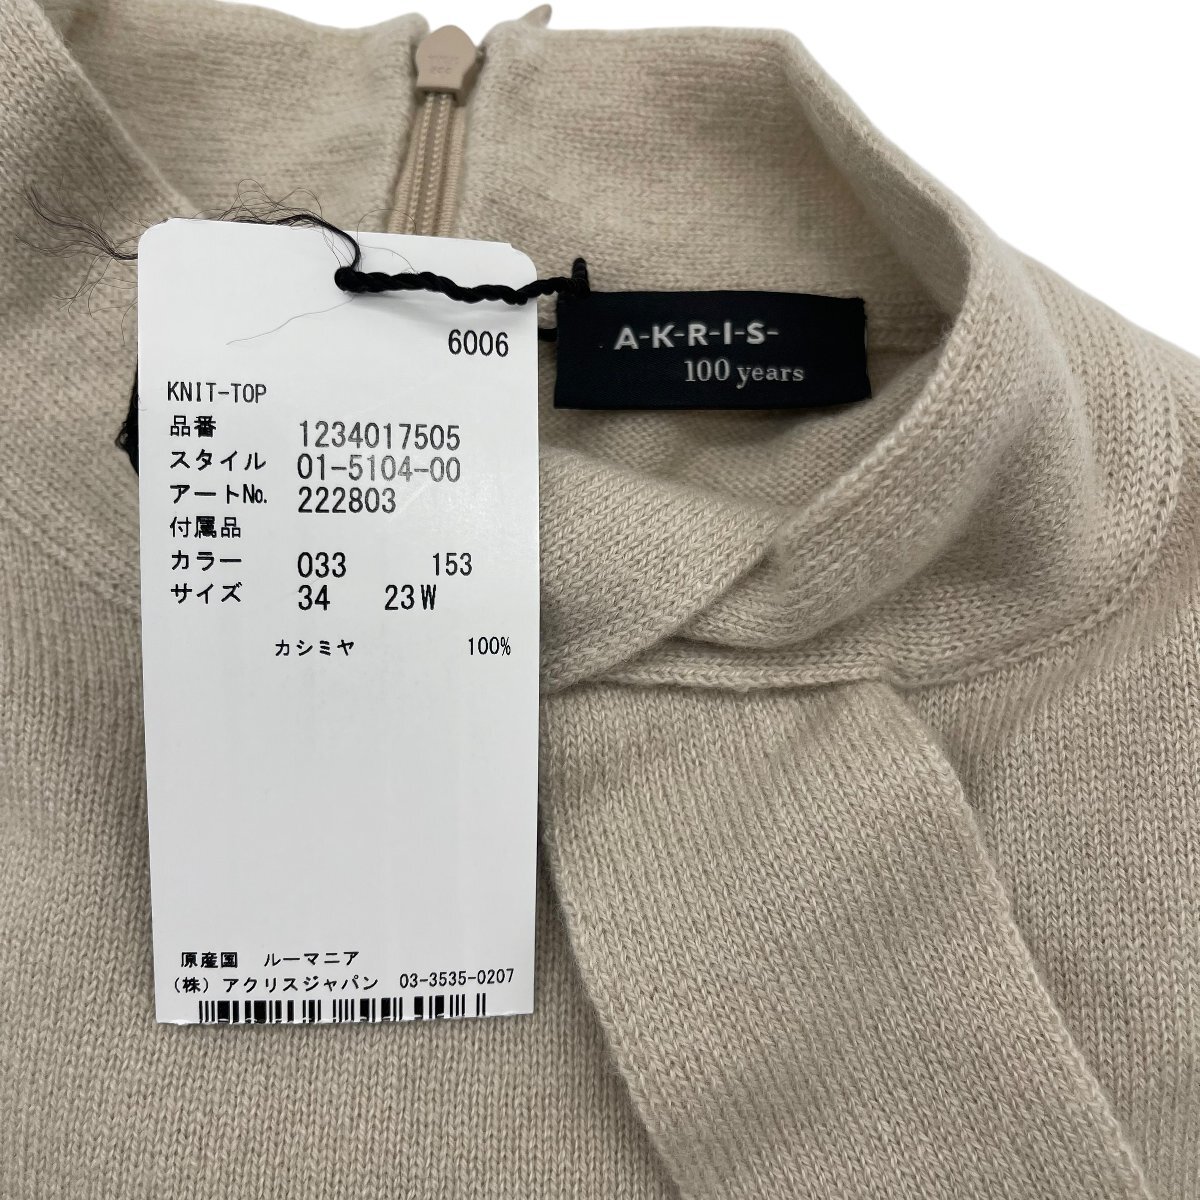 6006
KNIT-TOP
品番 1234017505
スタイル 01-5104-00
アートNo. 222803
付属品
カラー 033 153
サイズ 34 23W
カシミヤ 100%
原産国 ルーマニア
(株)アクリスジャパン 03-3535-0207
A-K-R-I-S-
100 years